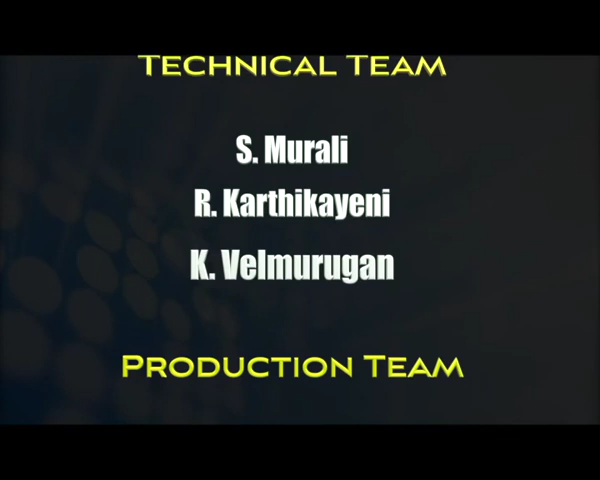 TECHNICAL TEAM
S. Murali
R. Karthikayeni
K. Velmurugan
PRODUCTION TEAM